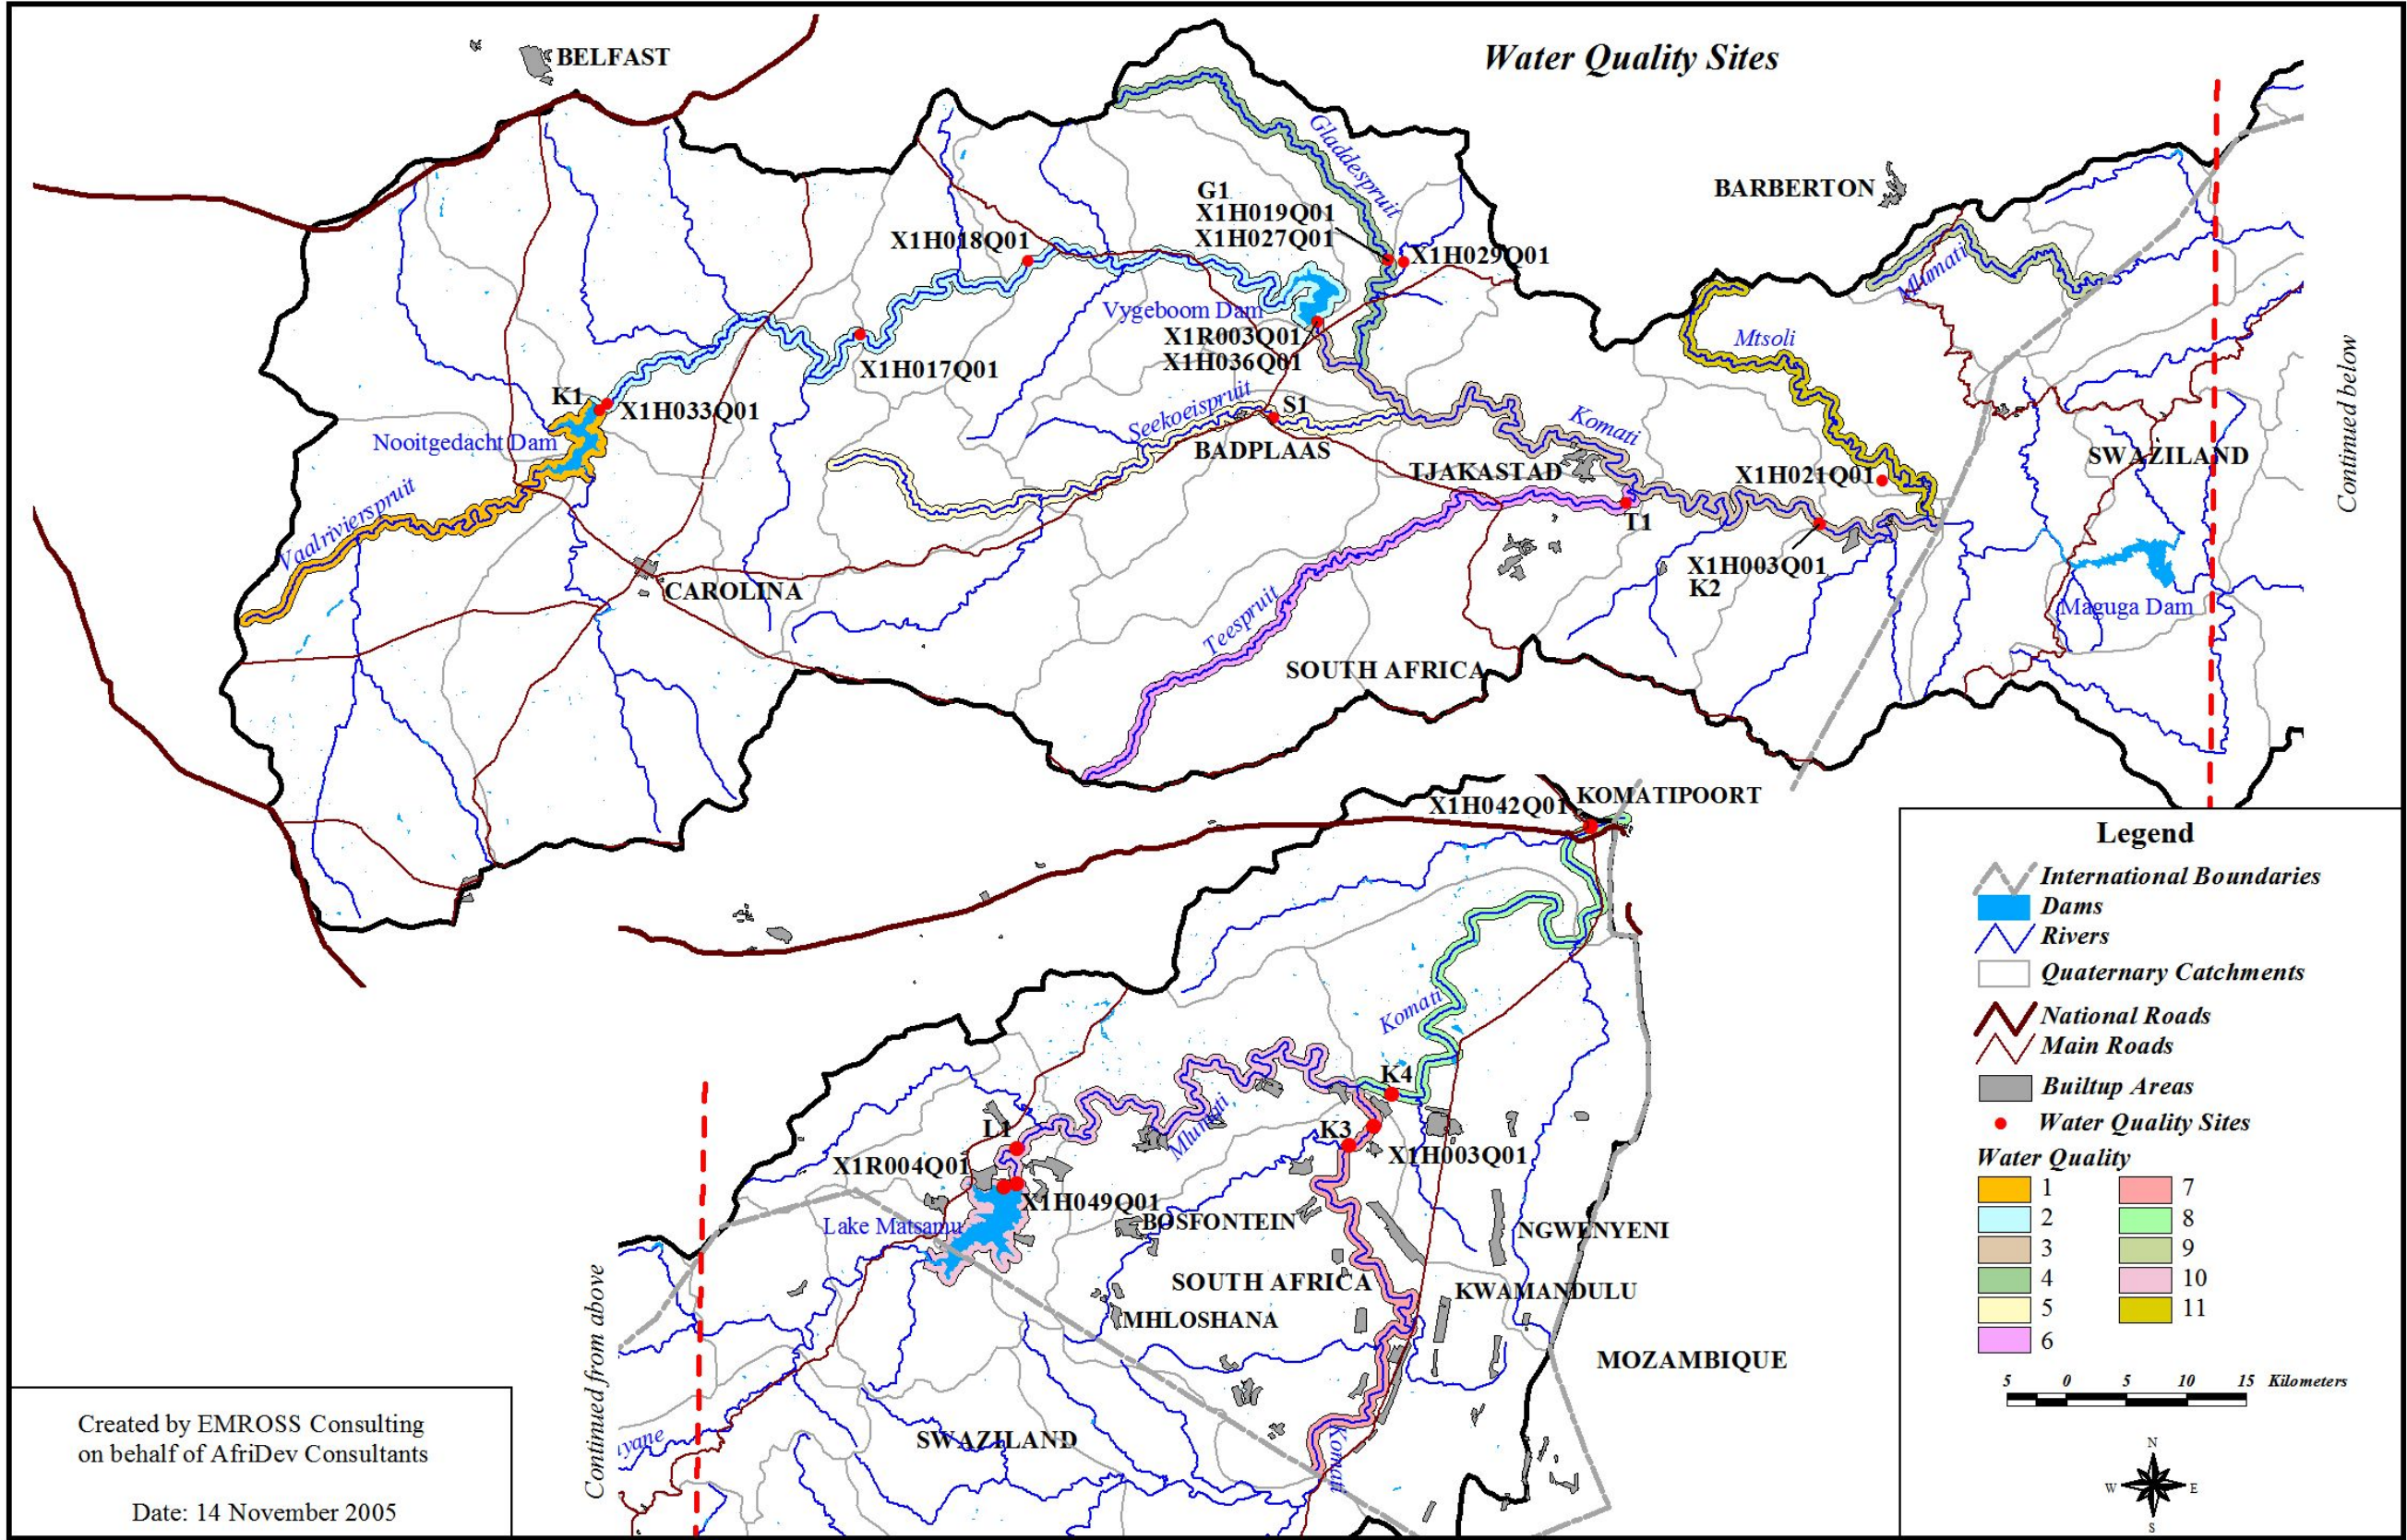 Water Quality Sites
BELFAST
Gladdespruit
BARBERTON
G1
X1H019Q01
X1H027Q01
X1H018Q01
X1H029Q01
Mlumati
Vygeboom Dam
X1R003Q01
X1H036Q01
Mtsoli
X1H017Q01
K1
X1H033Q01
Seekoeispruit
S1
Komati
Nooitgedacht Dam
BADPLAAS
TJAKASTAD
X1H021Q01
SWAZILAND
Continued below
Vaalrivierspruit
T1
X1H003Q01
K2
CAROLINA
Maguga Dam
Teespruit
SOUTH AFRICA
X1H042Q01
KOMATIPOORT
Komati
K4
L1
Mlumati
K3
X1H003Q01
X1R004Q01
X1H049Q01
Lake Matsamu
BOSFONTEIN
NGWENYENI
SOUTH AFRICA
KWAMANDULU
MHLOSHANA
MOZAMBIQUE
Continued from above
SWAZILAND
yane
Komati
Legend
International Boundaries
Dams
Rivers
Quaternary Catchments
National Roads
Main Roads
Builtup Areas
Water Quality Sites
Water Quality
1 7
2 8
3 9
4 10
5 11
6
5 0 5 10 15 Kilometers
N
W E
S
Created by EMROSS Consulting
on behalf of AfriDev Consultants
Date: 14 November 2005